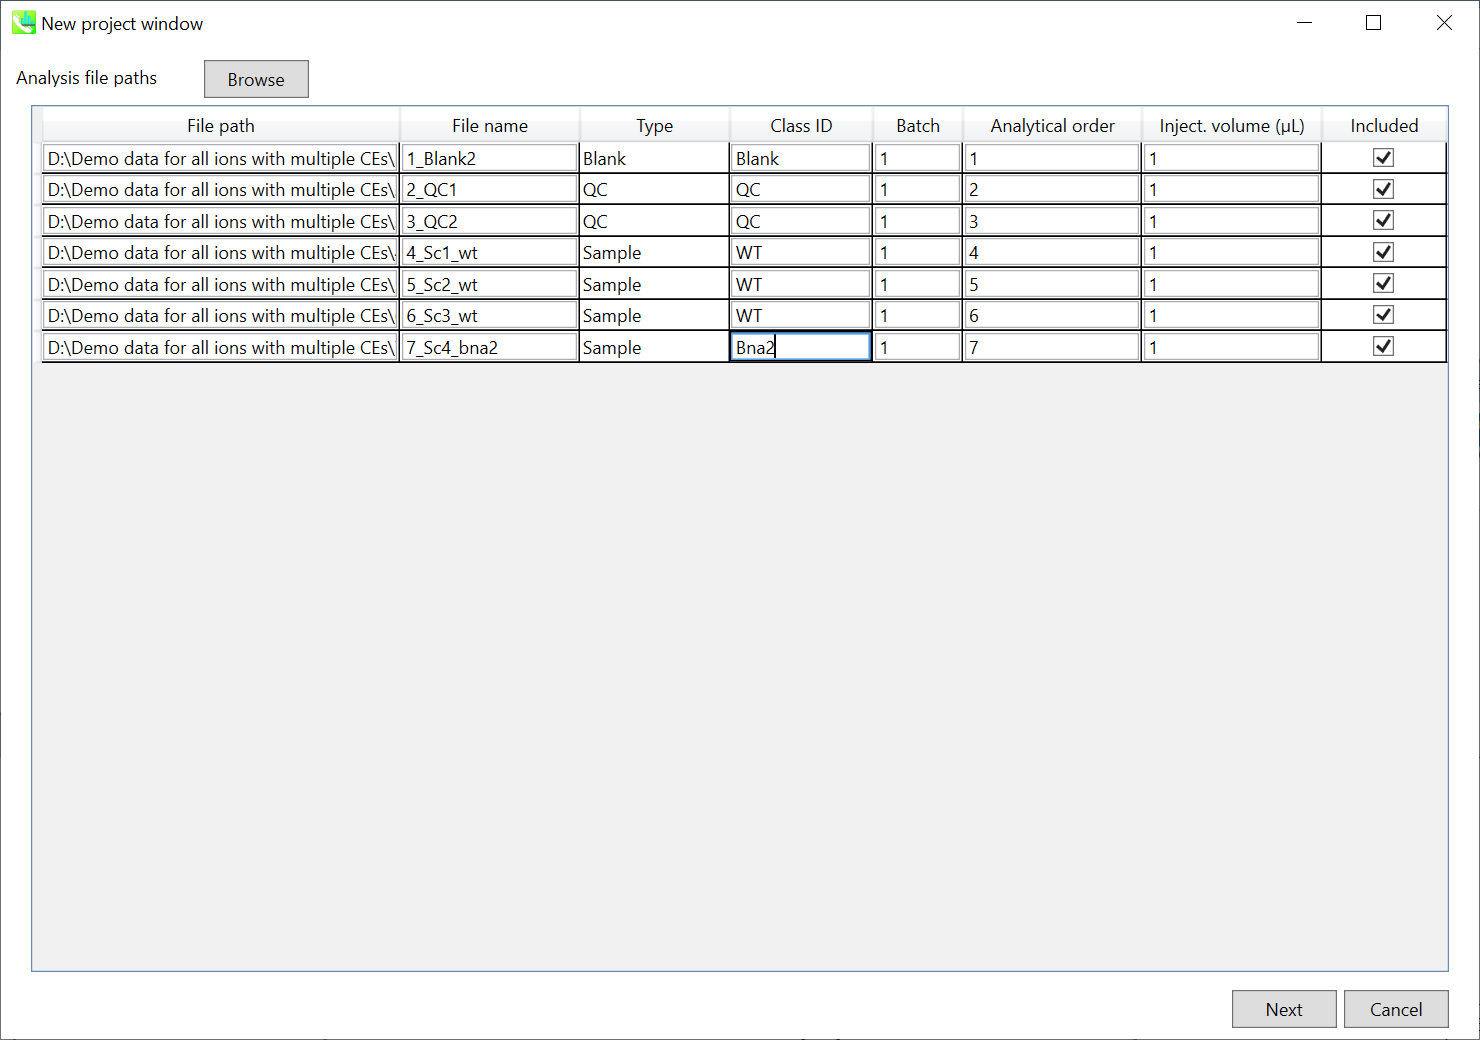 New project window
Analysis file paths Browse
File path File name Type Class ID Batch Analytical order Inject. volume (μL) Included
D:\Demo data for all ions with multiple CEs\ 1_Blank2 Blank Blank 1 1 1
D:\Demo data for all ions with multiple CEs\ 2_QC1 QC QC 1 2 1
D:\Demo data for all ions with multiple CEs\ 3_QC2 QC QC 1 3 1
D:\Demo data for all ions with multiple CEs\ 4_Sc1_wt Sample WT 1 4 1
D:\Demo data for all ions with multiple CEs\ 5_Sc2_wt Sample WT 1 5 1
D:\Demo data for all ions with multiple CEs\ 6_Sc3_wt Sample WT 1 6 1
D:\Demo data for all ions with multiple CEs\ 7_Sc4_bna2 Sample Bna2 1 7 1
Next Cancel